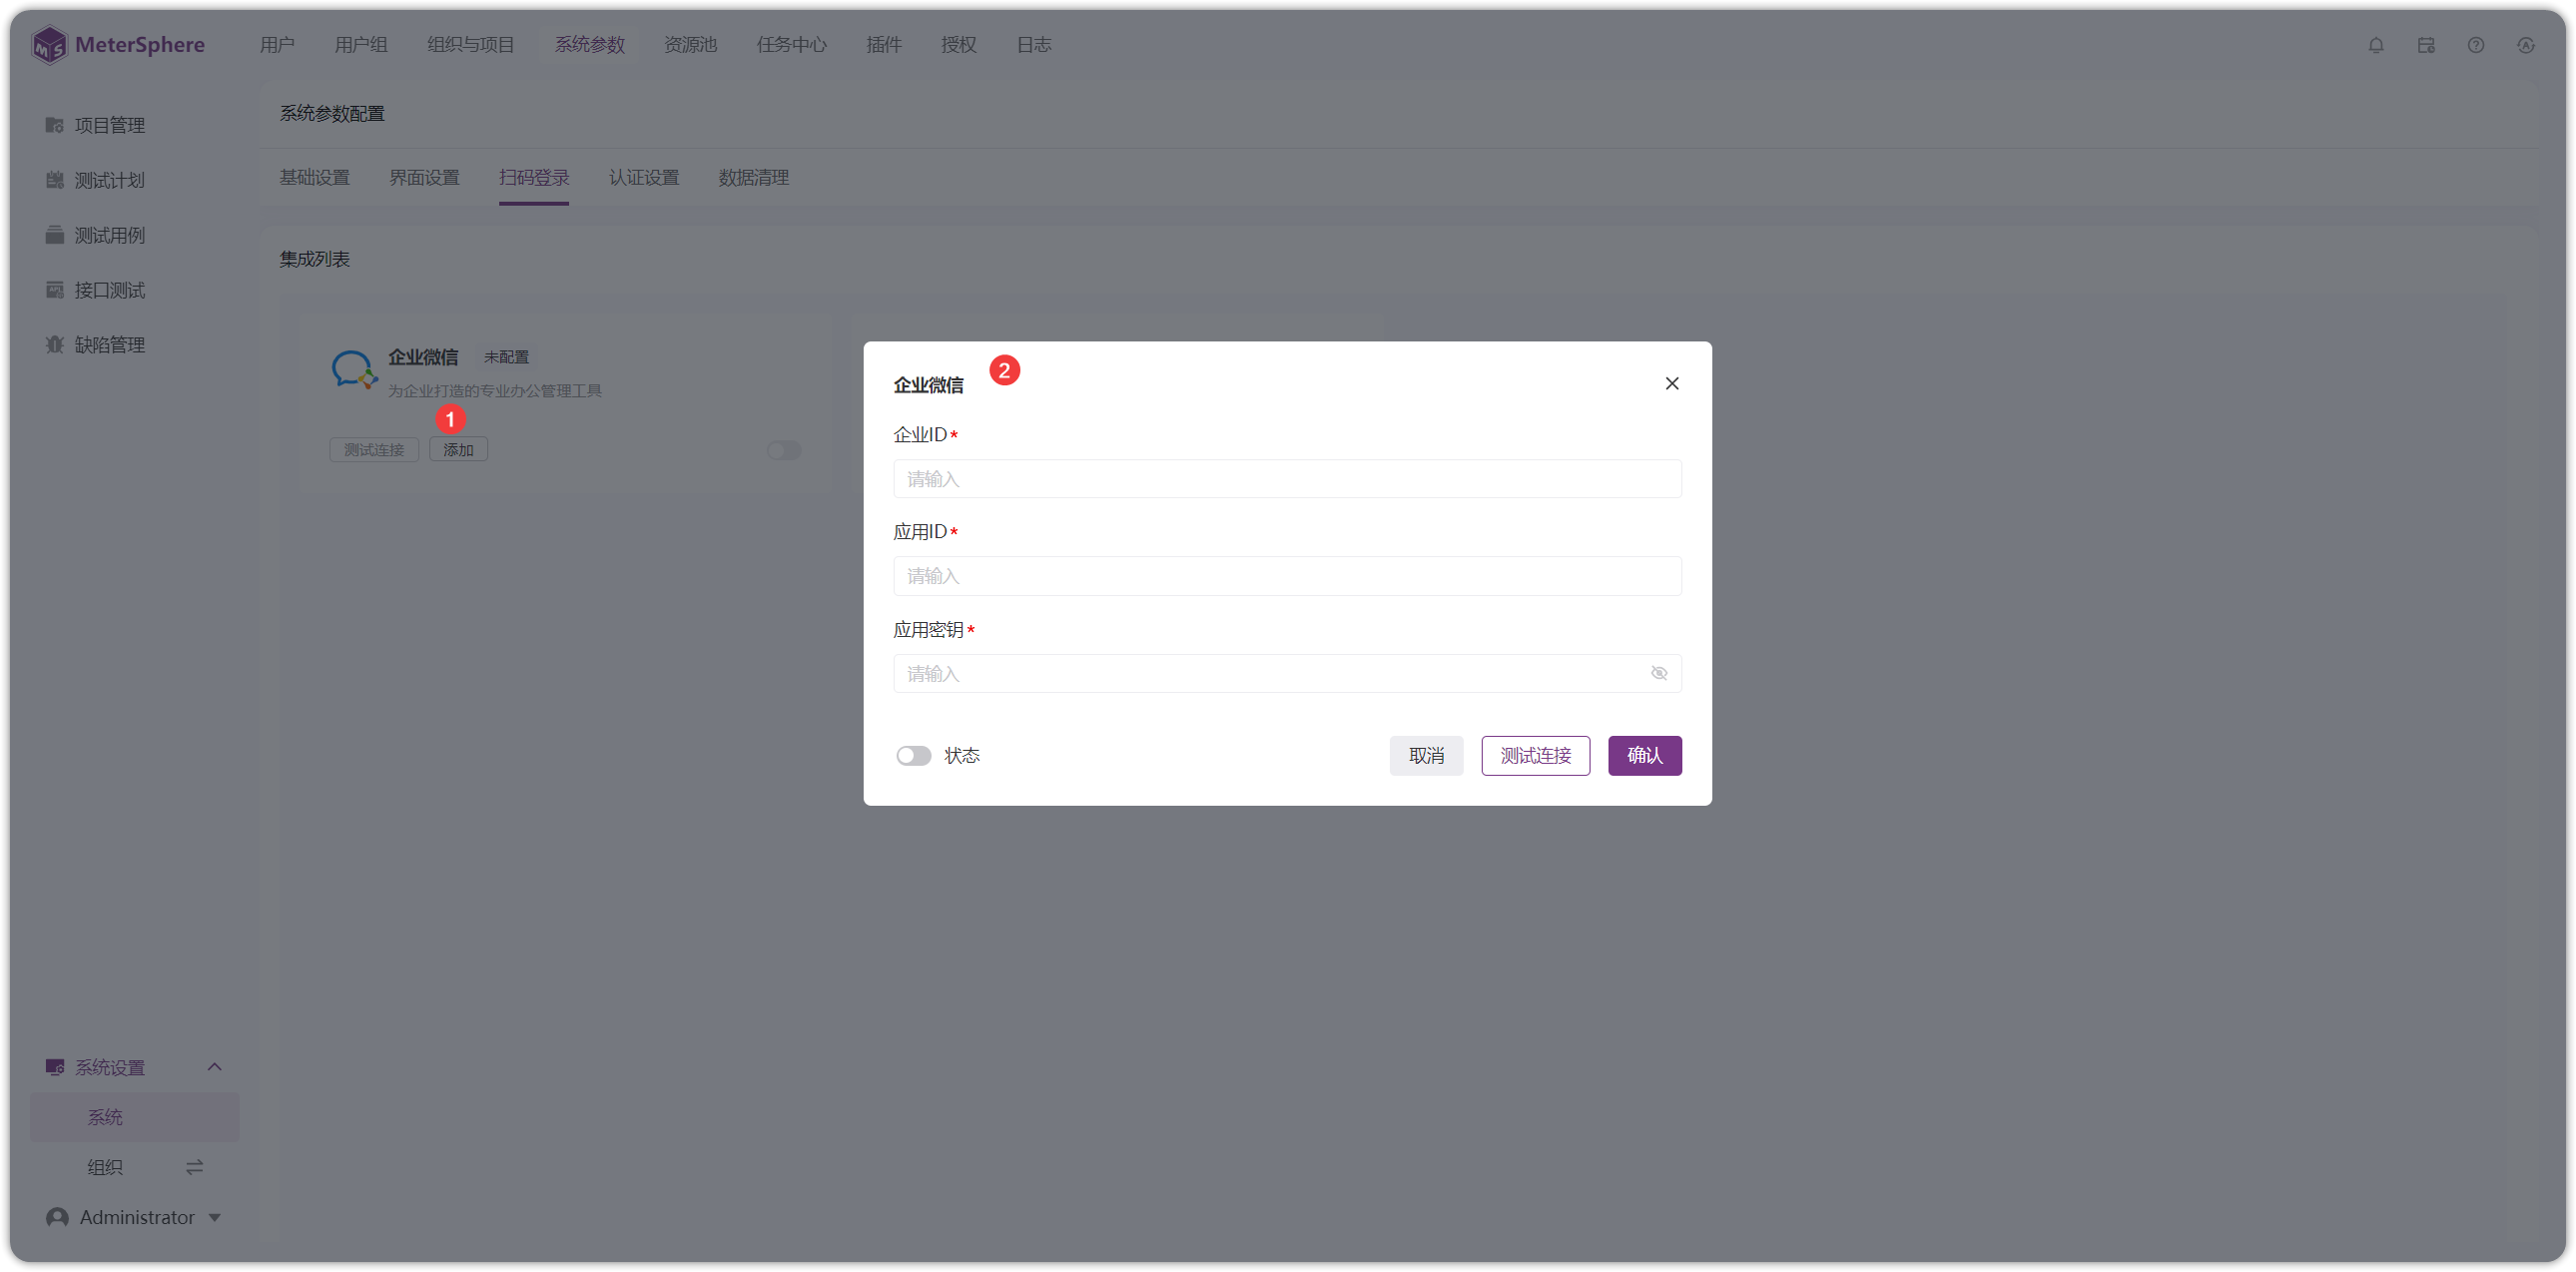 MeterSphere
用户 用户组 组织与项目 系统参数 资源池 任务中心 插件 授权 日志
项目管理
测试计划
测试用例
接口测试
缺陷管理
系统参数配置
基础设置 界面设置 扫码登录 认证设置 数据清理
集成列表
企业微信 未配置
为企业打造的专业办公管理工具
1
测试连接 添加
企业微信 2
企业ID*
请输入
应用ID*
请输入
应用密钥*
请输入
状态 取消 测试连接 确认
系统设置
系统
组织
Administrator